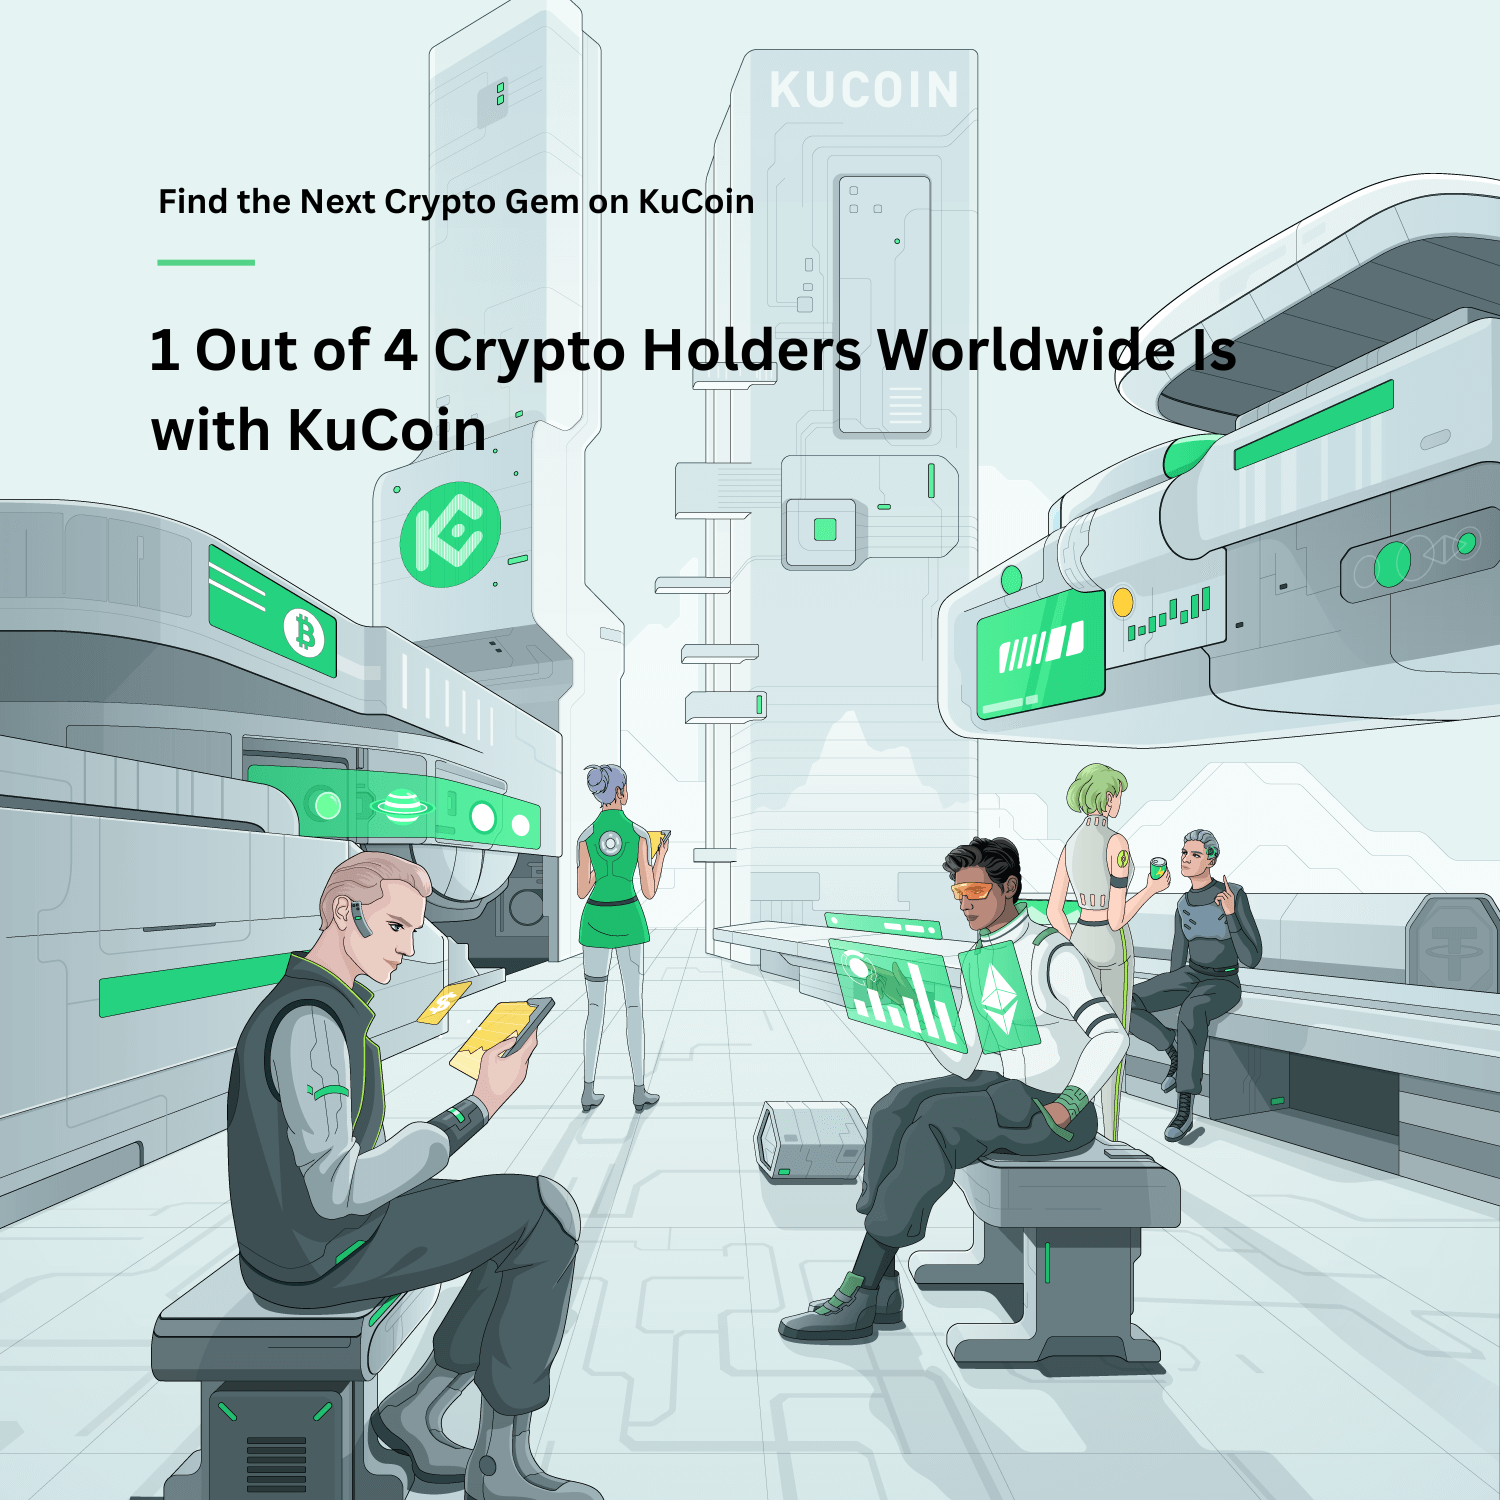 KUCOIN
Find the Next Crypto Gem on KuCoin
1 Out of 4 Crypto Holders Worldwide Is
with KuCoin